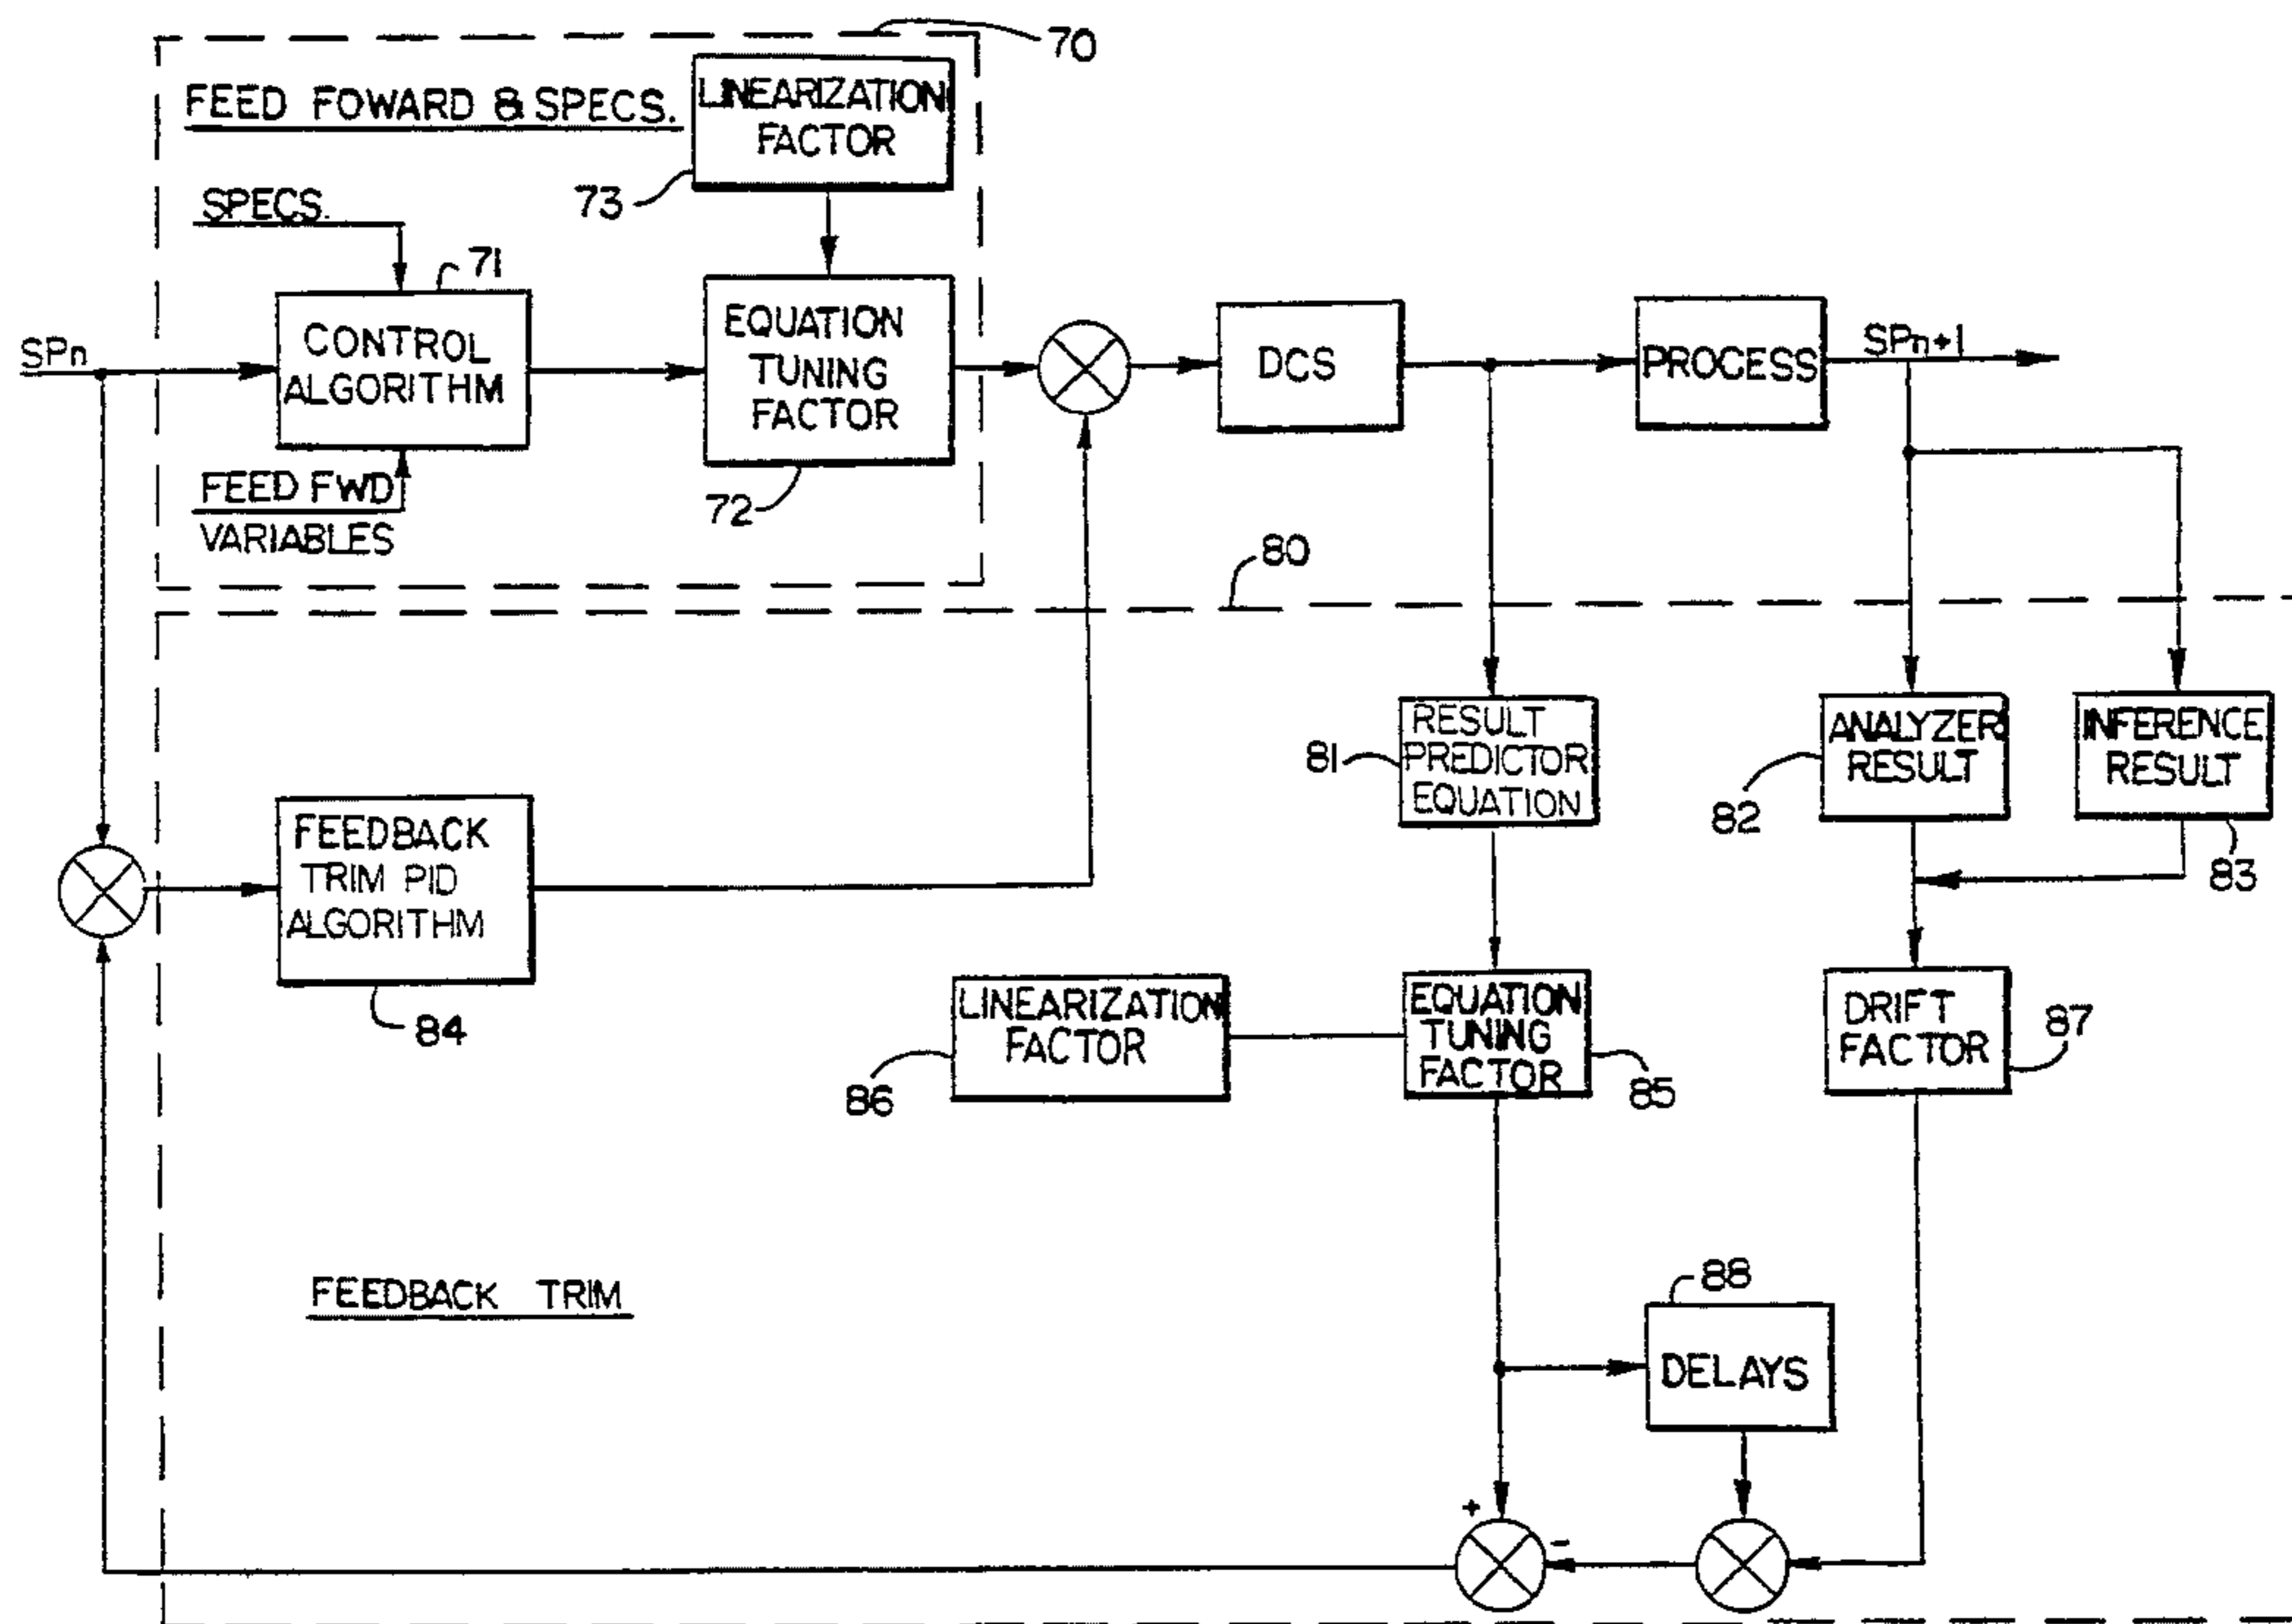 70
FEED FOWARD & SPECS.
LINEARIZATION
FACTOR
73
SPECS.
71
SPn
CONTROL
ALGORITHM
EQUATION
TUNING
FACTOR
72
FEED FWD
VARIABLES
DCS
PROCESS
SPn+1
80
RESULT
PREDICTOR
EQUATION
81
ANALYZER
RESULT
82
INFERENCE
RESULT
83
FEEDBACK
TRIM PID
ALGORITHM
84
LINEARIZATION
FACTOR
86
EQUATION
TUNING
FACTOR
85
DRIFT
FACTOR
87
FEEDBACK TRIM
88
DELAYS
+
-